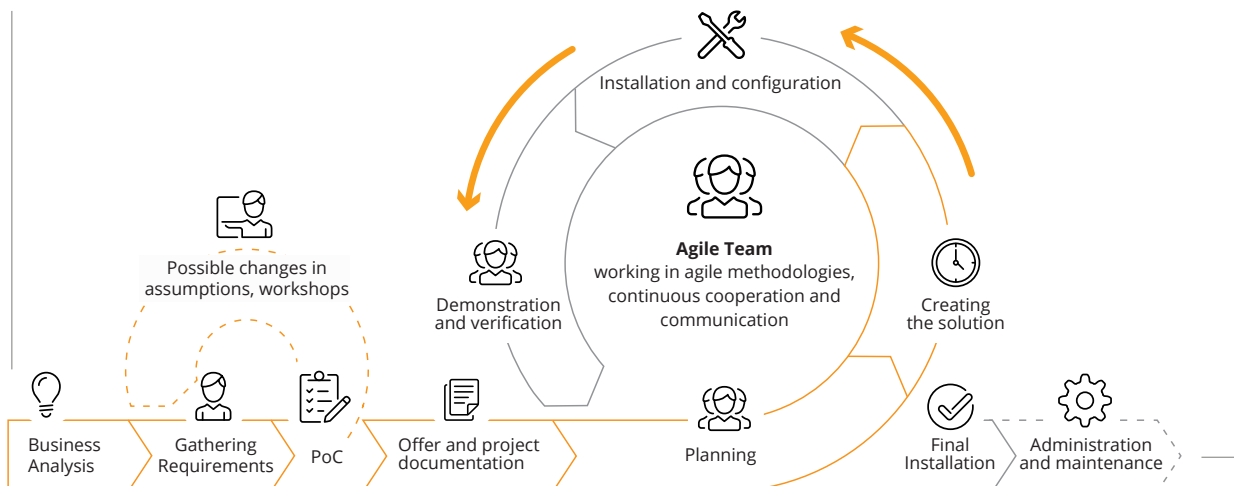 Installation and configuration
Agile Team
working in agile methodologies,
continuous cooperation and
communication
Possible changes in
assumptions, workshops
Demonstration
and verification
Creating
the solution
Business
Analysis
Gathering
Requirements
PoC
Offer and project
documentation
Planning
Final
Installation
Administration
and maintenance